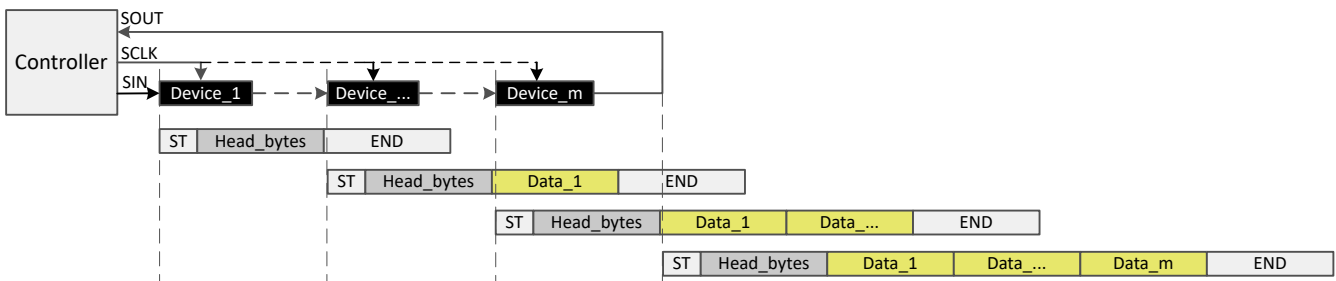 SOUT
Controller
SCLK
SIN
Device_1 Device_... Device_m
ST Head_bytes END
ST Head_bytes Data_1 END
ST Head_bytes Data_1 Data_... END
ST Head_bytes Data_1 Data_... Data_m END